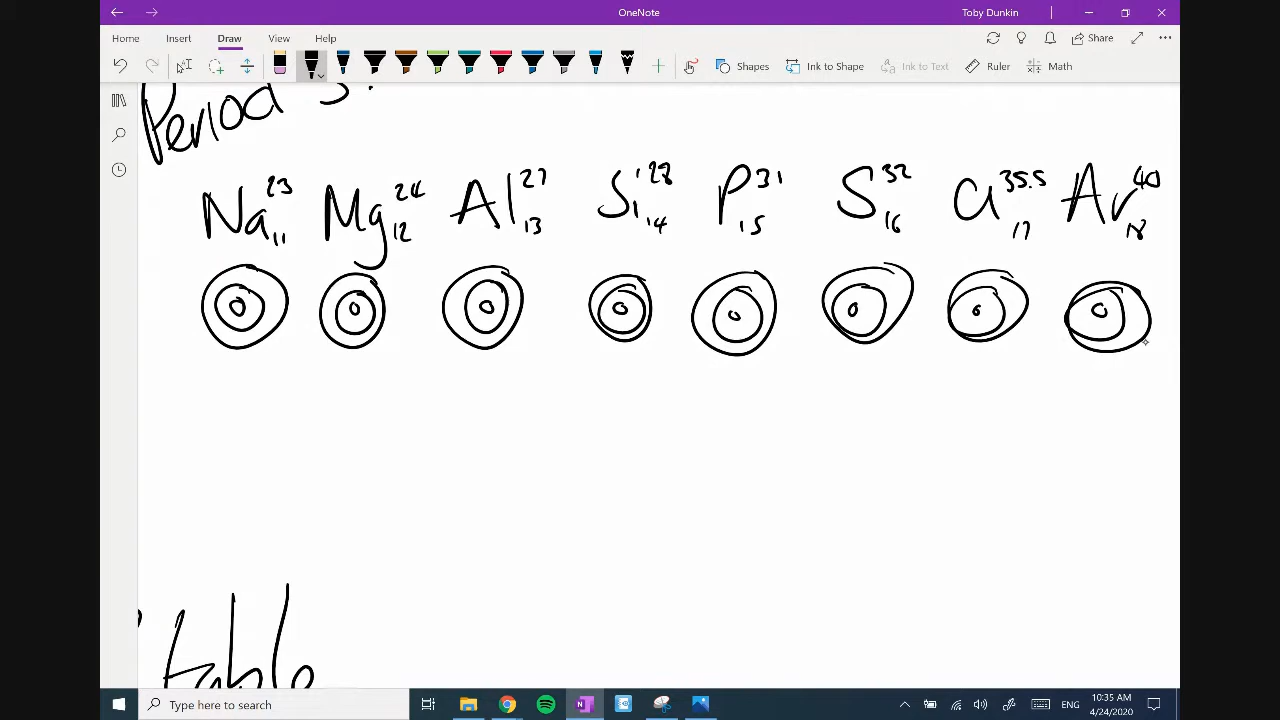 OneNote
Toby Dunkin
Home Insert Draw View Help
Share
Shapes Ink to Shape Ink to Text Ruler Math
Period 3:
Na 23 11 Mg 24 12 Al 27 13 Si 28 14 P 31 15 S 32 16 Cl 35.5 17 Ar 40 18
table
Type here to search
ENG
10:35 AM
4/24/2020